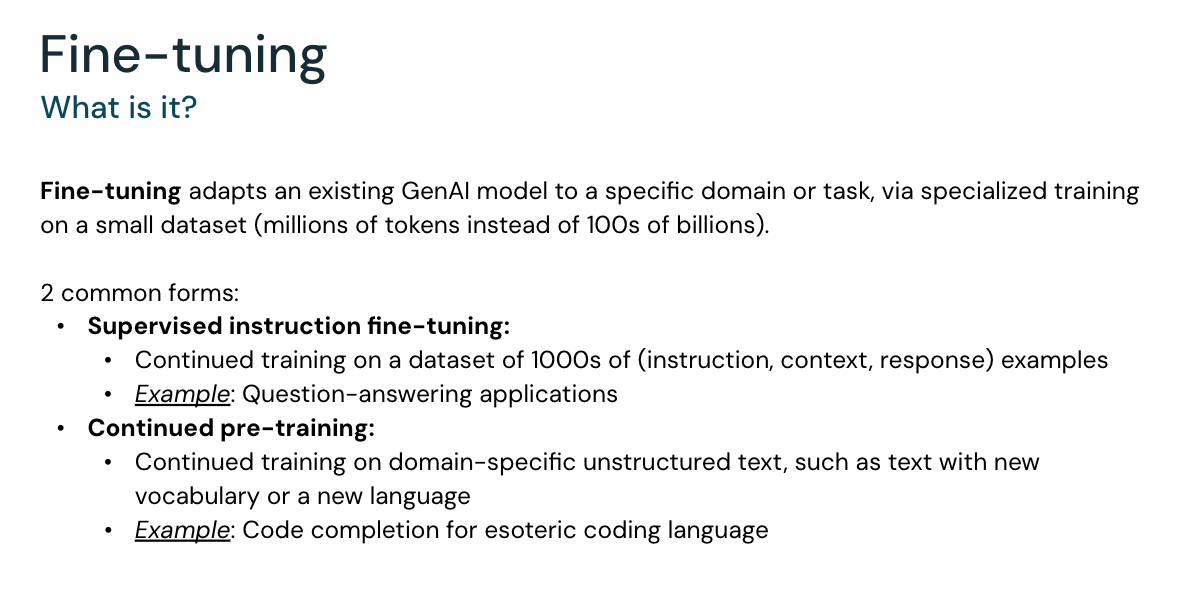 Fine-tuning
What is it?
Fine-tuning adapts an existing GenAI model to a specific domain or task, via specialized training
on a small dataset (millions of tokens instead of 100s of billions).
2 common forms:
• Supervised instruction fine-tuning:
• Continued training on a dataset of 1000s of (instruction, context, response) examples
• Example: Question-answering applications
• Continued pre-training:
• Continued training on domain-specific unstructured text, such as text with new
vocabulary or a new language
• Example: Code completion for esoteric coding language